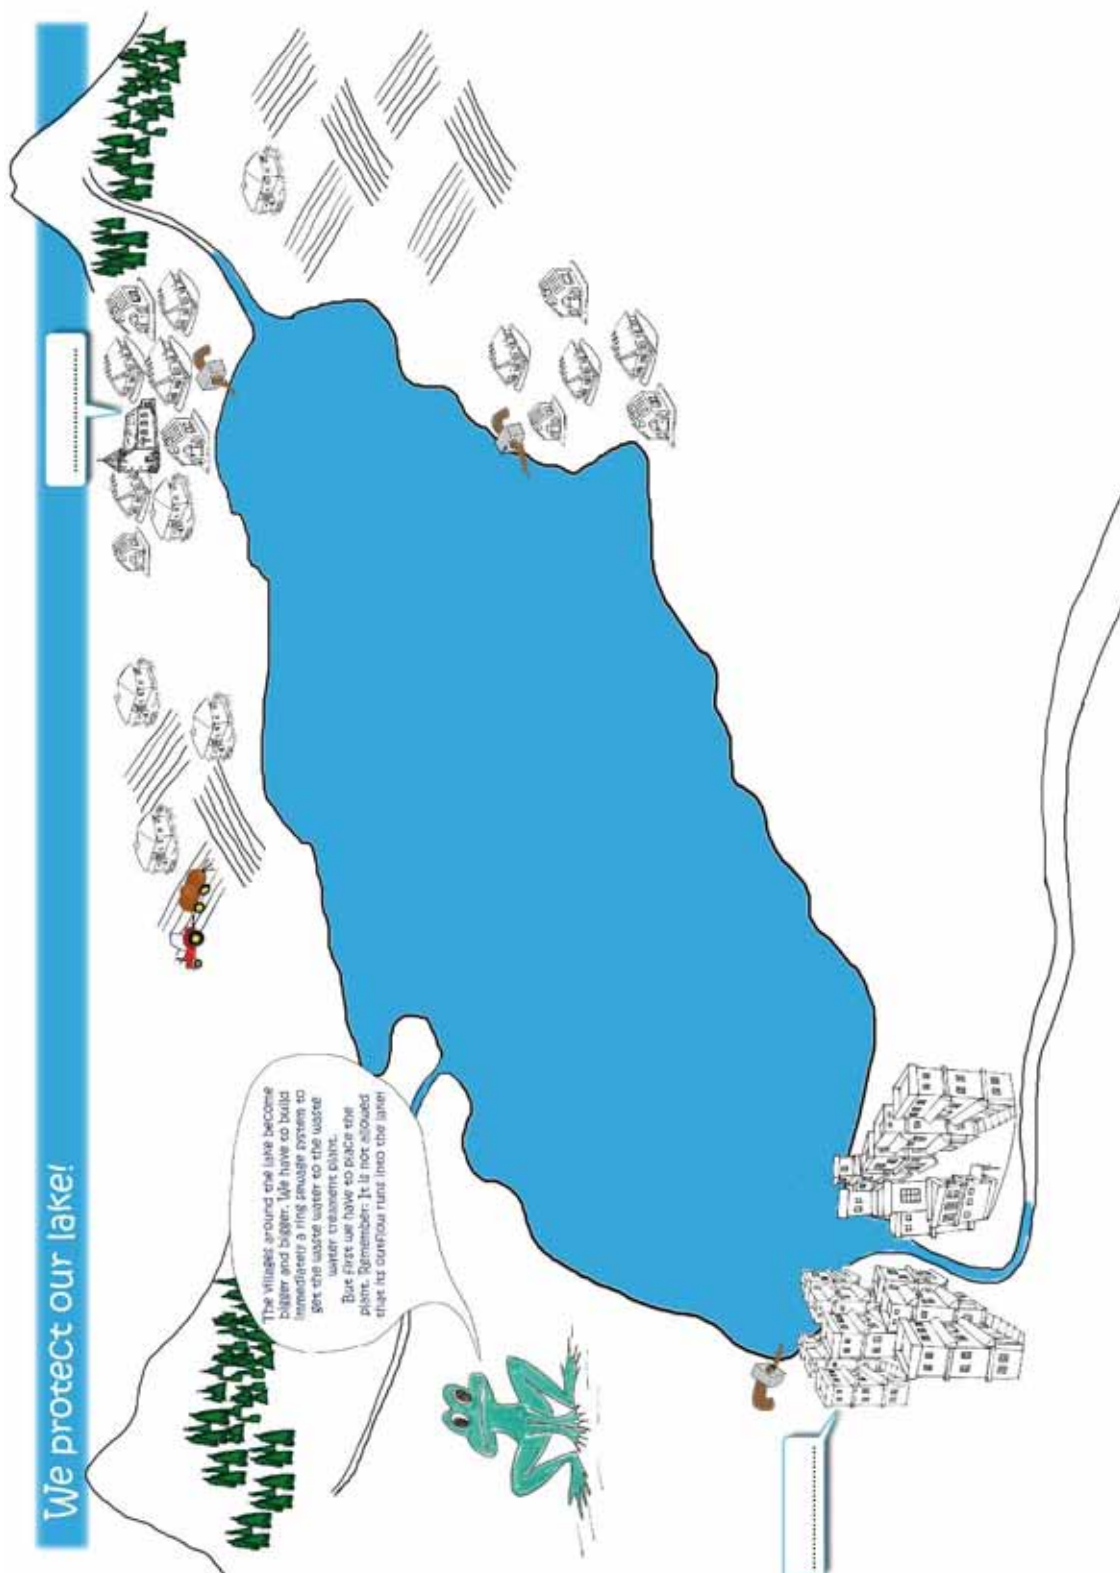 We protect our lake!
The villages around the lake become
bigger and bigger. We have to build
immediately a ring sewage system to
get the waste water to the waste
water treament plant.
But first we have to place the
plant. Remember: It is not allowed
that its outflow runs into the lake!